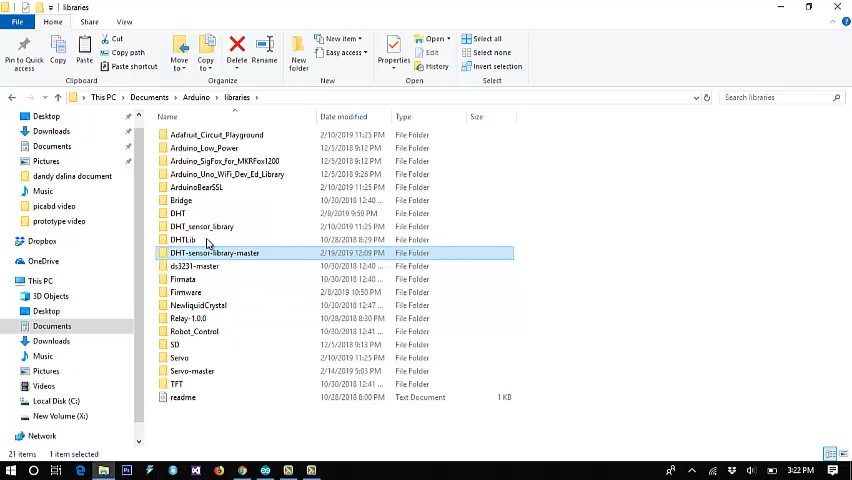 libraries
File
Home
Share
View
Pin to Quick access
Copy
Paste
Cut
Copy path
Paste shortcut
Clipboard
Move to
Copy to
Delete
Rename
Organize
New folder
New item
Easy access
New
Properties
Open
Edit
History
Open
Select all
Select none
Invert selection
Select
This PC > Documents > Arduino > libraries >
Search libraries
Name
Date modified
Type
Size
Desktop
Downloads
Documents
Pictures
dandy dalina document
Music
picabd video
prototype video
Dropbox
OneDrive
This PC
3D Objects
Desktop
Documents
Downloads
Music
Pictures
Videos
Local Disk (C:)
New Volume (X:)
Network
Adafruit_Circuit_Playground 2/10/2019 11:25 PM File Folder
Arduino_Low_Power 12/5/2018 9:12 PM File Folder
Arduino_SigFox_for_MKRFox1200 12/5/2018 9:12 PM File Folder
Arduino_Uno_WiFi_Dev_Ed_Library 12/5/2018 9:26 PM File Folder
ArduinoBearSSL 2/10/2019 11:25 PM File Folder
Bridge 10/30/2018 12:40 ... File Folder
DHT 2/8/2019 9:59 PM File Folder
DHT_sensor_library 2/10/2019 11:25 PM File Folder
DHTLib 10/28/2018 8:29 PM File Folder
DHT-sensor-library-master 2/19/2019 12:09 PM File Folder
ds3231-master 10/30/2018 12:40 ... File Folder
Firmata 10/30/2018 12:40 ... File Folder
Firmware 2/8/2019 10:50 PM File Folder
NewliquidCrystal 10/30/2018 12:47 ... File Folder
Relay-1.0.0 10/28/2018 8:30 PM File Folder
Robot_Control 10/30/2018 12:41 ... File Folder
SD 12/5/2018 9:13 PM File Folder
Servo 2/10/2019 11:25 PM File Folder
Servo-master 2/14/2019 5:03 PM File Folder
TFT 10/30/2018 12:41 ... File Folder
readme 10/28/2018 8:00 PM Text Document 1 KB
21 items 1 item selected
3:22 PM